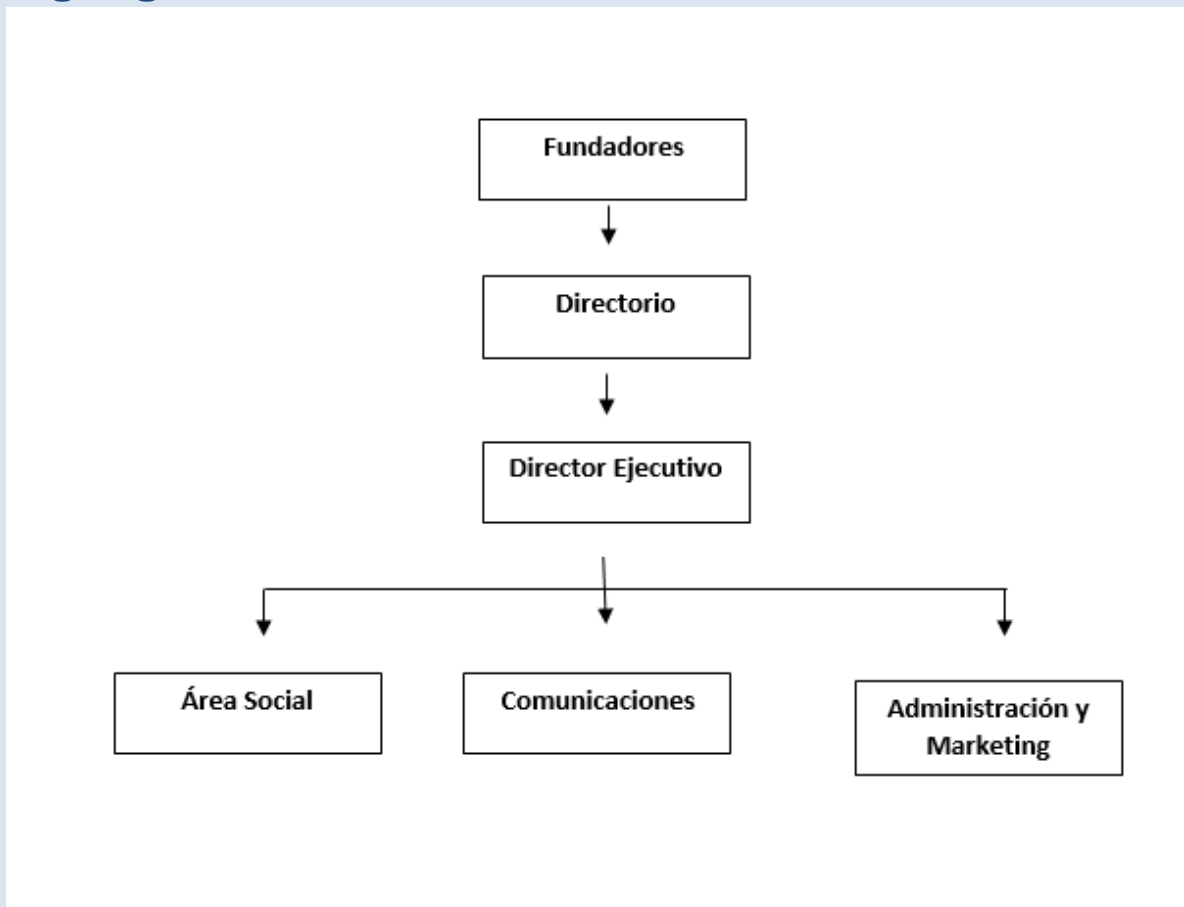 Fundadores
Directorio
Director Ejecutivo
Área Social
Comunicaciones
Administración y
Marketing